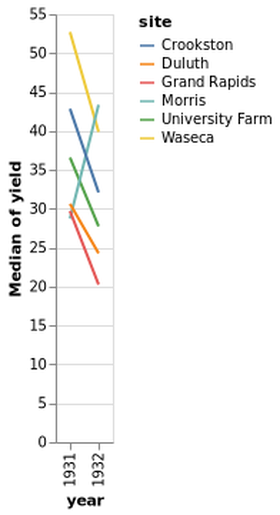 site
Crookston
Duluth
Grand Rapids
Morris
University Farm
Waseca
Median of yield
55
50
45
40
35
30
25
20
15
10
5
0
1931
1932
year